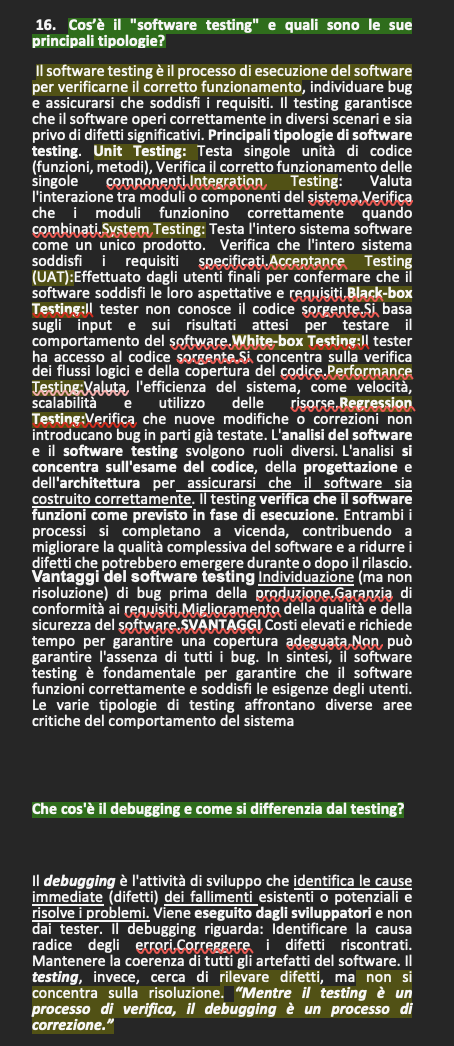 16. Cos’è il "software testing" e quali sono le sue
principali tipologie?
Il software testing è il processo di esecuzione del software
per verificarne il corretto funzionamento, individuare bug
e assicurarsi che soddisfi i requisiti. Il testing garantisce
che il software operi correttamente in diversi scenari e sia
privo di difetti significativi. Principali tipologie di software
testing. Unit Testing: Testa singole unità di codice
(funzioni, metodi), Verifica il corretto funzionamento delle
singole componenti.Integration Testing: Valuta
l'interazione tra moduli o componenti del sistema.Verifica
che i moduli funzionino correttamente quando
combinati.System Testing: Testa l'intero sistema software
come un unico prodotto. Verifica che l'intero sistema
soddisfi i requisiti specificati.Acceptance Testing
(UAT):Effettuato dagli utenti finali per confermare che il
software soddisfi le loro aspettative e requisiti.Black-box
Testing:Il tester non conosce il codice sorgente.Si basa
sugli input e sui risultati attesi per testare il
comportamento del software.White-box Testing:Il tester
ha accesso al codice sorgente.Si concentra sulla verifica
dei flussi logici e della copertura del codice.Performance
Testing:Valuta l'efficienza del sistema come velocità,
scalabilità e utilizzo delle risorse.Regression
Testing:Verifica che nuove modifiche o correzioni non
introducano bug in parti già testate. L'analisi del software
e il software testing svolgono ruoli diversi. L'analisi si
concentra sull'esame del codice, della progettazione e
dell'architettura per assicurarsi che il software sia
costruito correttamente. Il testing verifica che il software
funzioni come previsto in fase di esecuzione. Entrambi i
processi si completano a vicenda, contribuendo a
migliorare la qualità complessiva del software e a ridurre i
difetti che potrebbero emergere durante o dopo il rilascio.
Vantaggi del software testing Individuazione (ma non
risoluzione) di bug prima della produzione.Garanzia di
conformità ai requisiti.Miglioramento della qualità e della
sicurezza del software.SVANTAGGI Costi elevati e richiede
tempo per garantire una copertura adeguata.Non può
garantire l'assenza di tutti i bug. In sintesi, il software
testing è fondamentale per garantire che il software
funzioni correttamente e soddisfi le esigenze degli utenti.
Le varie tipologie di testing affrontano diverse aree
critiche del comportamento del sistema
Che cos'è il debugging e come si differenzia dal testing?
Il debugging è l'attività di sviluppo che identifica le cause
immediate (difetti) dei fallimenti esistenti o potenziali e
risolve i problemi. Viene eseguito dagli sviluppatori e non
dai tester. Il debugging riguarda: Identificare la causa
radice degli errori.Correggere i difetti riscontrati.
Mantenere la coerenza di tutti gli artefatti del software. Il
testing, invece, cerca di rilevare difetti, ma non si
concentra sulla risoluzione. “Mentre il testing è un
processo di verifica, il debugging è un processo di
correzione.”